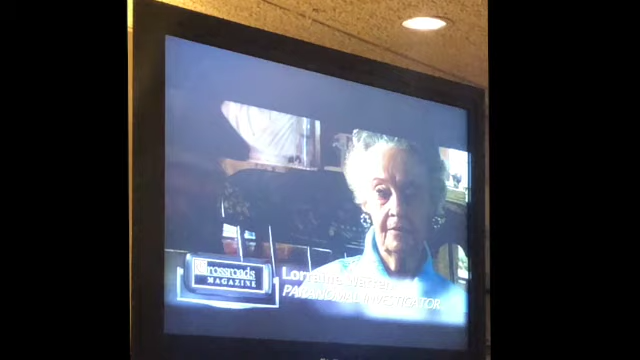 Crossroads
MAGAZINE
Lorraine Warren
PARANORMAL INVESTIGATOR